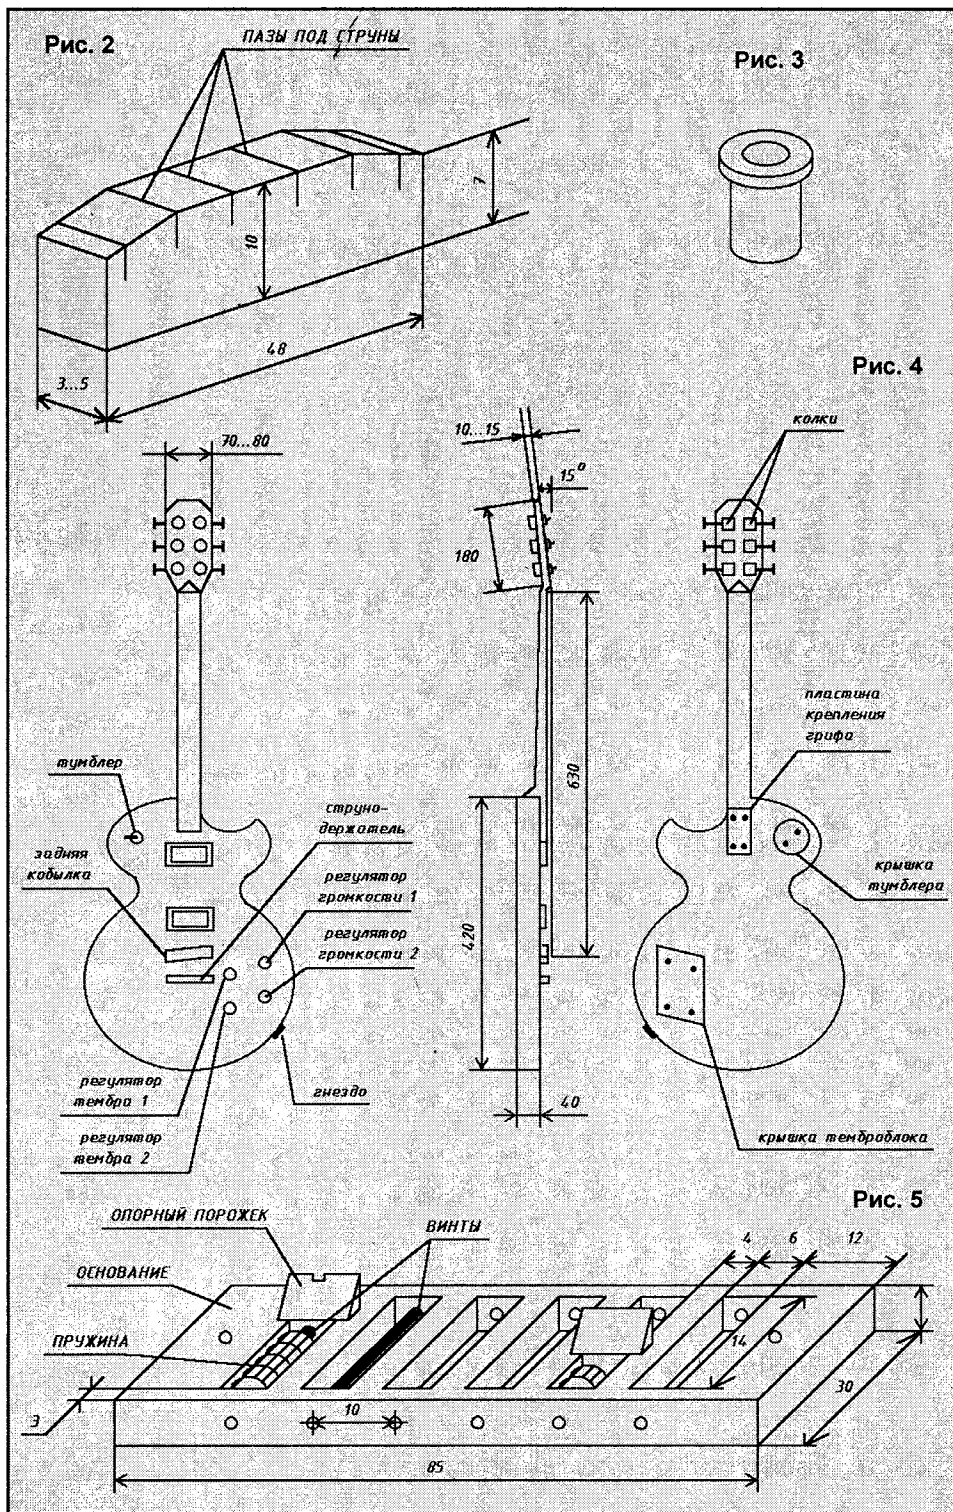 Рис. 2
ПАЗЫ ПОД СТРУНЫ
Рис. 3
7
10
48
3...5
Рис. 4
70...80
10...15
15°
180
колки
630
420
40
тумблер
задняя
кобылка
струно-
держатель
регулятор
громкости 1
регулятор
громкости 2
регулятор
тембра 1
регулятор
тембра 2
гнездо
пластина
крепления
грифа
крышка
тумблера
крышка темброблока
Рис. 5
ОПОРНЫЙ ПОРОЖЕК
ВИНТЫ
ОСНОВАНИЕ
ПРУЖИНА
4
6
12
14
30
3
10
85